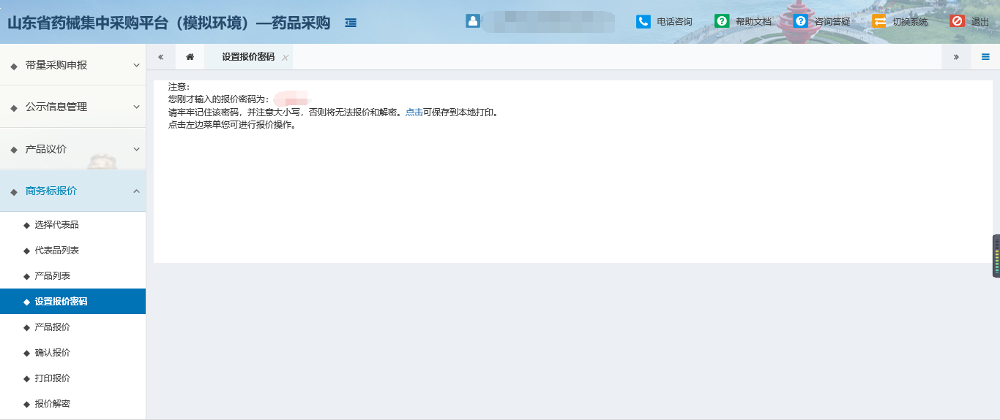 山东省药械集中采购平台（模拟环境）—药品采购
电话咨询
帮助文档
咨询答疑
切换系统
退出
带量采购申报
公示信息管理
产品议价
商务标报价
选择代表品
代表品列表
产品列表
设置报价密码
产品报价
确认报价
打印报价
报价解密
设置报价密码
注意：
您刚才输入的报价密码为：
请牢牢记住该密码，并注意大小写，否则将无法报价和解密。点击可保存到本地打印。
点击左边菜单您可进行报价操作。